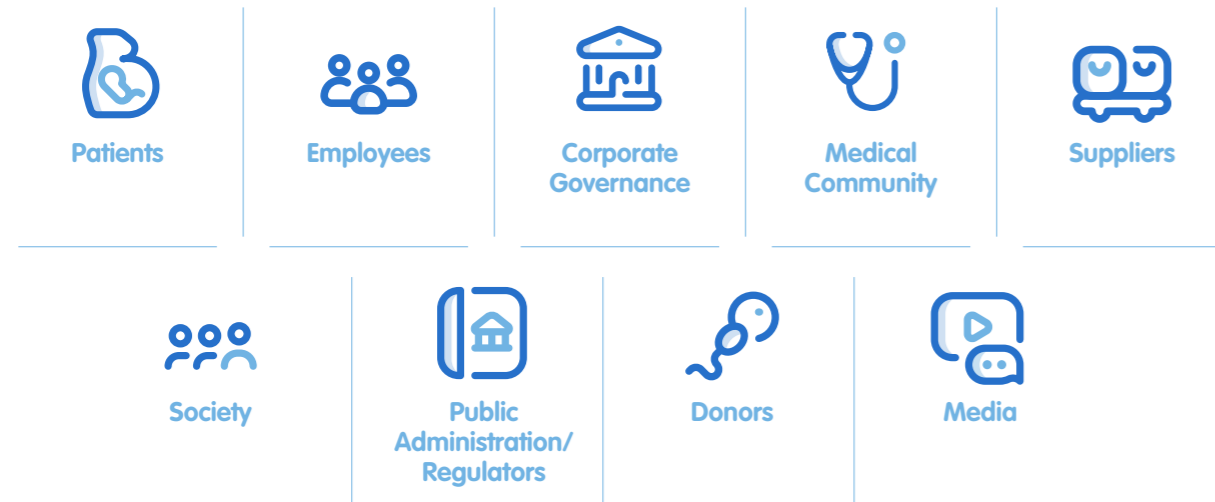 Patients
Employees
Corporate
Governance
Medical
Community
Suppliers
Society
Public
Administration/
Regulators
Donors
Media